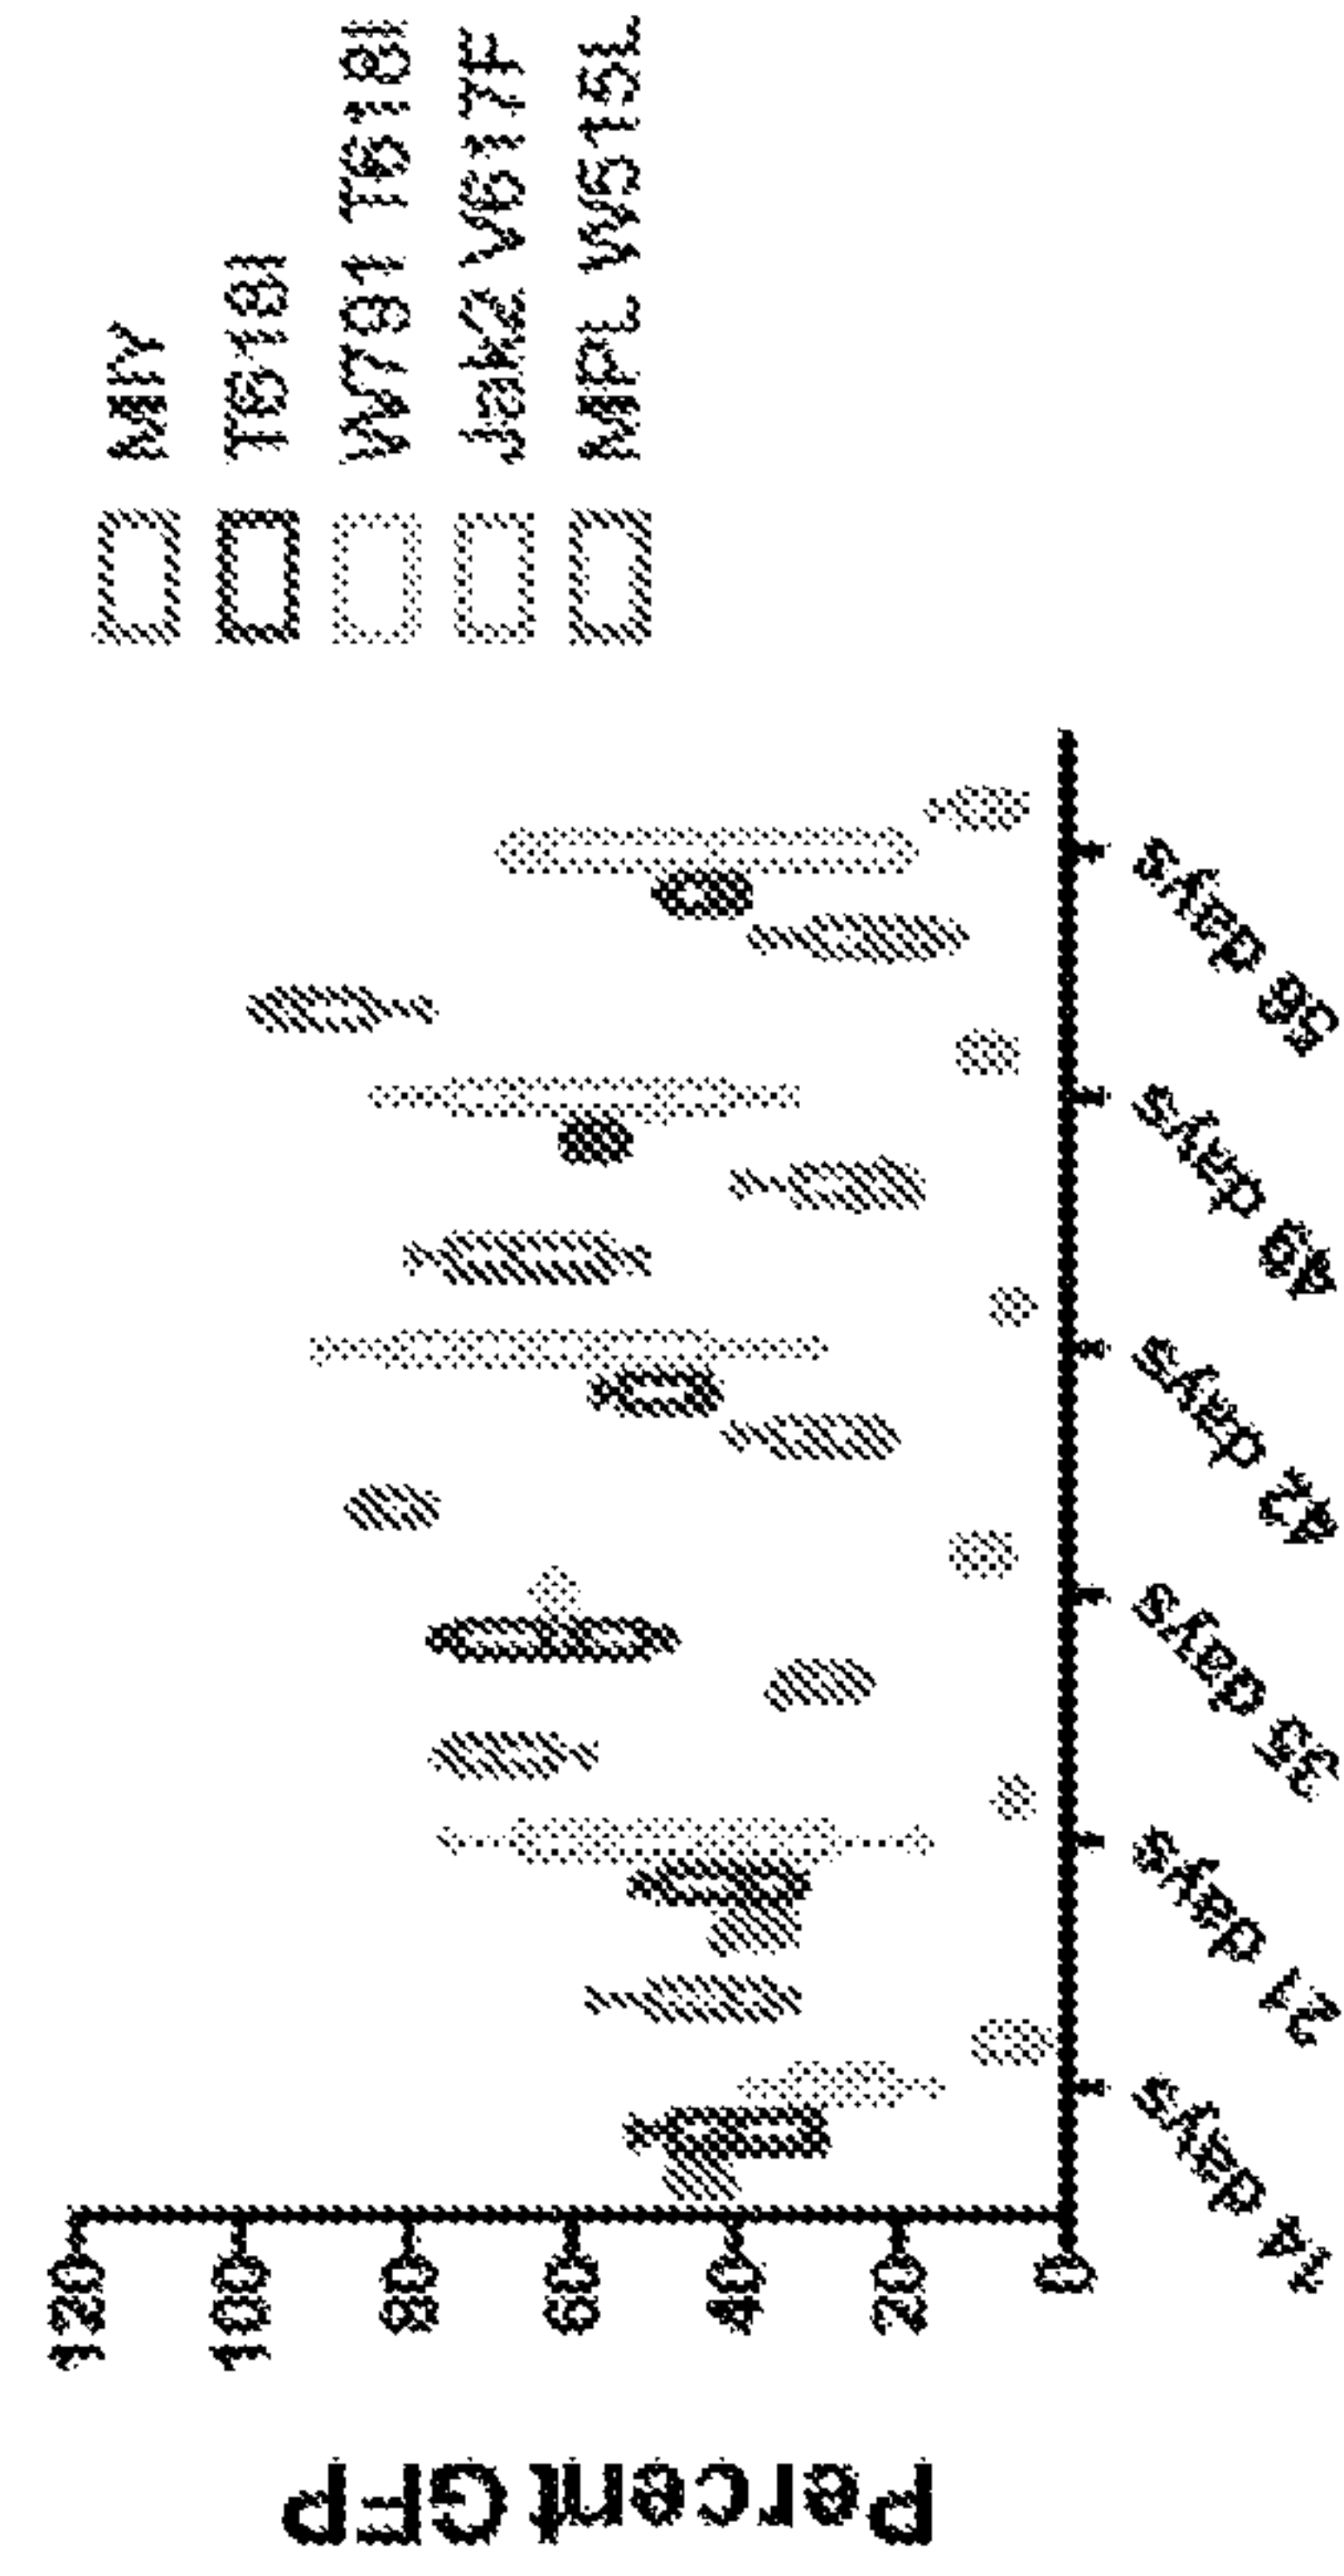 Percent GFP
120
100
80
60
40
20
0
14 days
21 days
35 days
42 days
49 days
56 days
MIY
T618I
W791 T618I
Jak2 V617F
MPL W515L